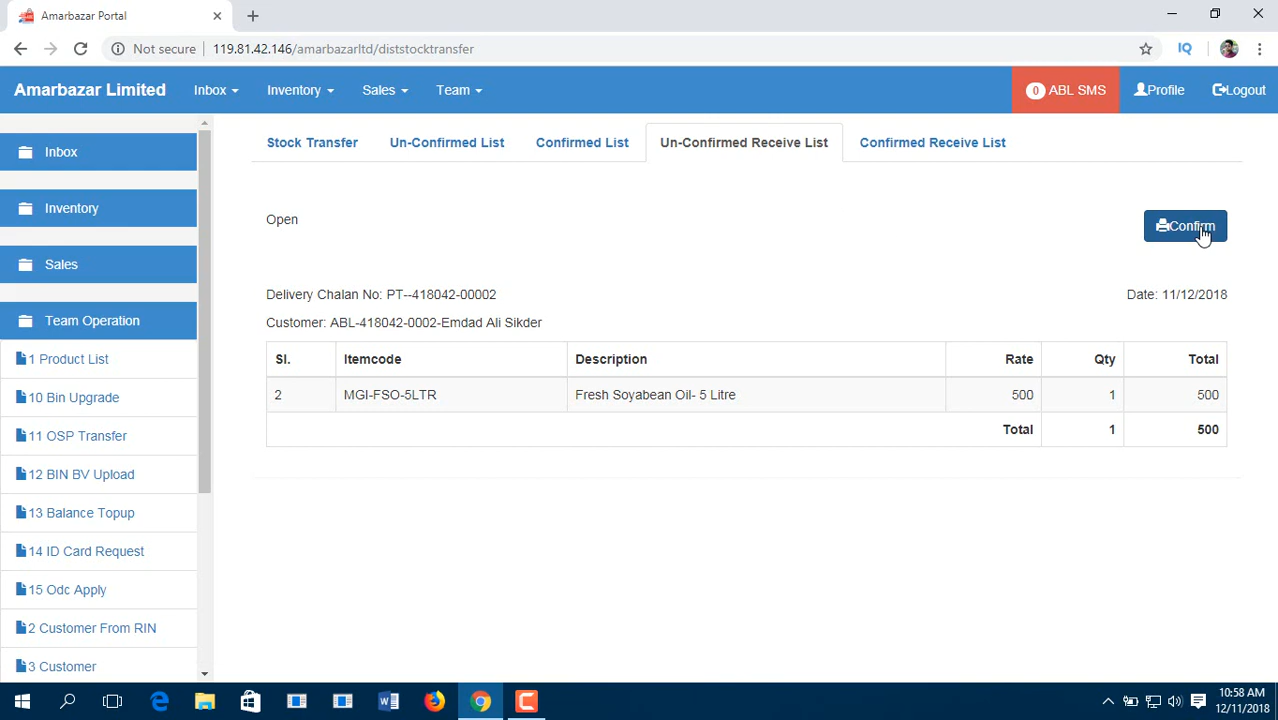 Amarbazar Portal
Not secure 119.81.42.146/amarbazarltd/diststocktransfer
IQ
Amarbazar Limited Inbox Inventory Sales Team 0 ABL SMS Profile Logout
Inbox
Inventory
Sales
Team Operation
1 Product List
10 Bin Upgrade
11 OSP Transfer
12 BIN BV Upload
13 Balance Topup
14 ID Card Request
15 Odc Apply
2 Customer From RIN
3 Customer
Stock Transfer Un-Confirmed List Confirmed List Un-Confirmed Receive List Confirmed Receive List
Open Confirm
Delivery Chalan No: PT--418042-00002 Date: 11/12/2018
Customer: ABL-418042-0002-Emdad Ali Sikder
Sl. Itemcode Description Rate Qty Total
2 MGI-FSO-5LTR Fresh Soyabean Oil- 5 Litre 500 1 500
Total 1 500
10:58 AM
12/11/2018